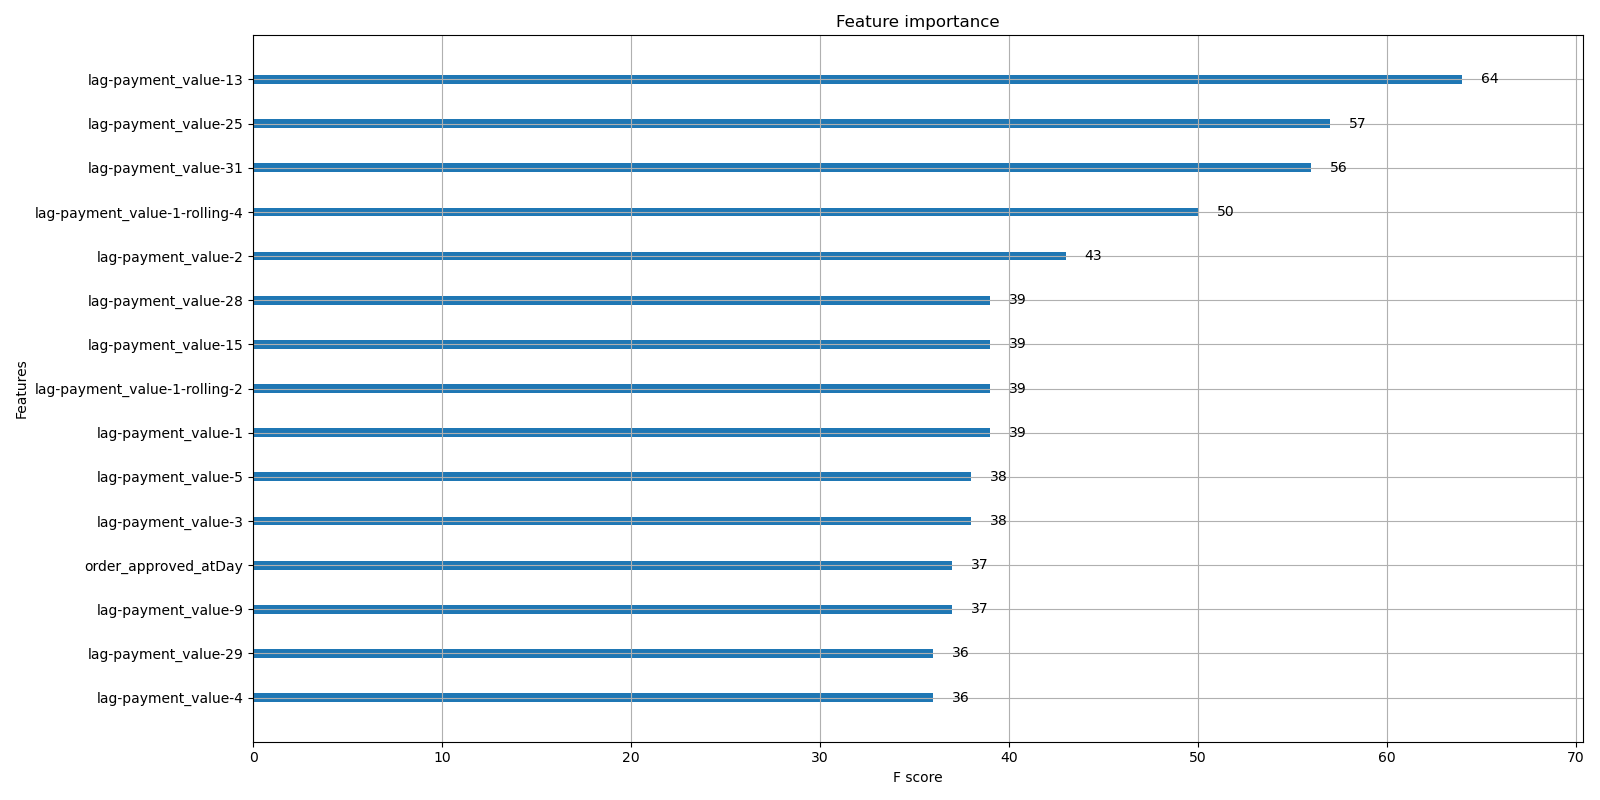 Feature importance
lag-payment_value-13 64
lag-payment_value-25 57
lag-payment_value-31 56
lag-payment_value-1-rolling-4 50
lag-payment_value-2 43
lag-payment_value-28 39
lag-payment_value-15 39
lag-payment_value-1-rolling-2 39
lag-payment_value-1 39
lag-payment_value-5 38
lag-payment_value-3 38
order_approved_atDay 37
lag-payment_value-9 37
lag-payment_value-29 36
lag-payment_value-4 36
Features
0 10 20 30 40 50 60 70
F score